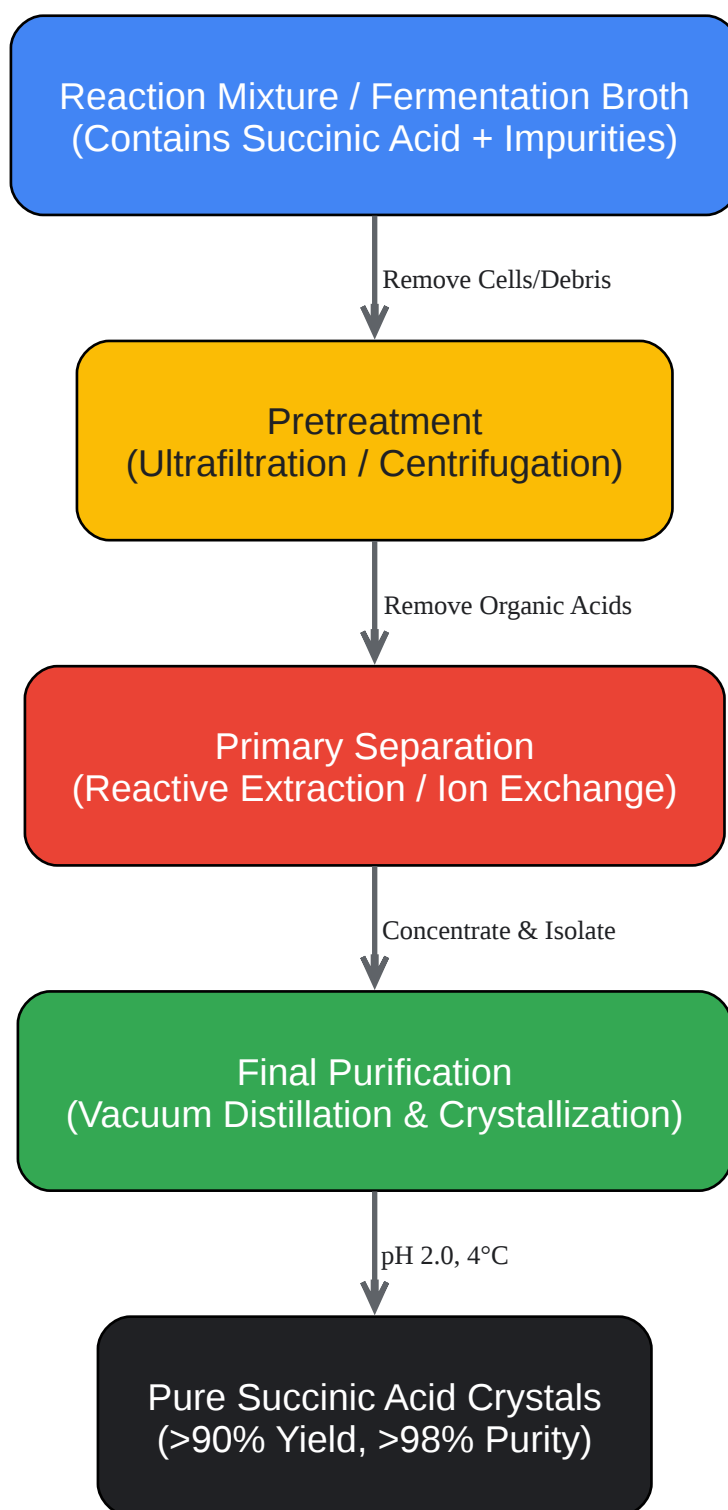 Reaction Mixture / Fermentation Broth
(Contains Succinic Acid + Impurities)
Remove Cells/Debris
Pretreatment
(Ultrafiltration / Centrifugation)
Remove Organic Acids
Primary Separation
(Reactive Extraction / Ion Exchange)
Concentrate & Isolate
Final Purification
(Vacuum Distillation & Crystallization)
pH 2.0, 4°C
Pure Succinic Acid Crystals
(>90% Yield, >98% Purity)